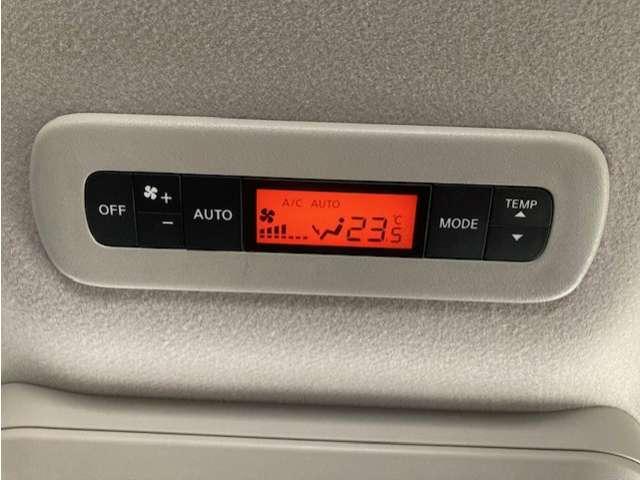 OFF
+
-
AUTO
A/C AUTO
23.5°C
MODE
TEMP